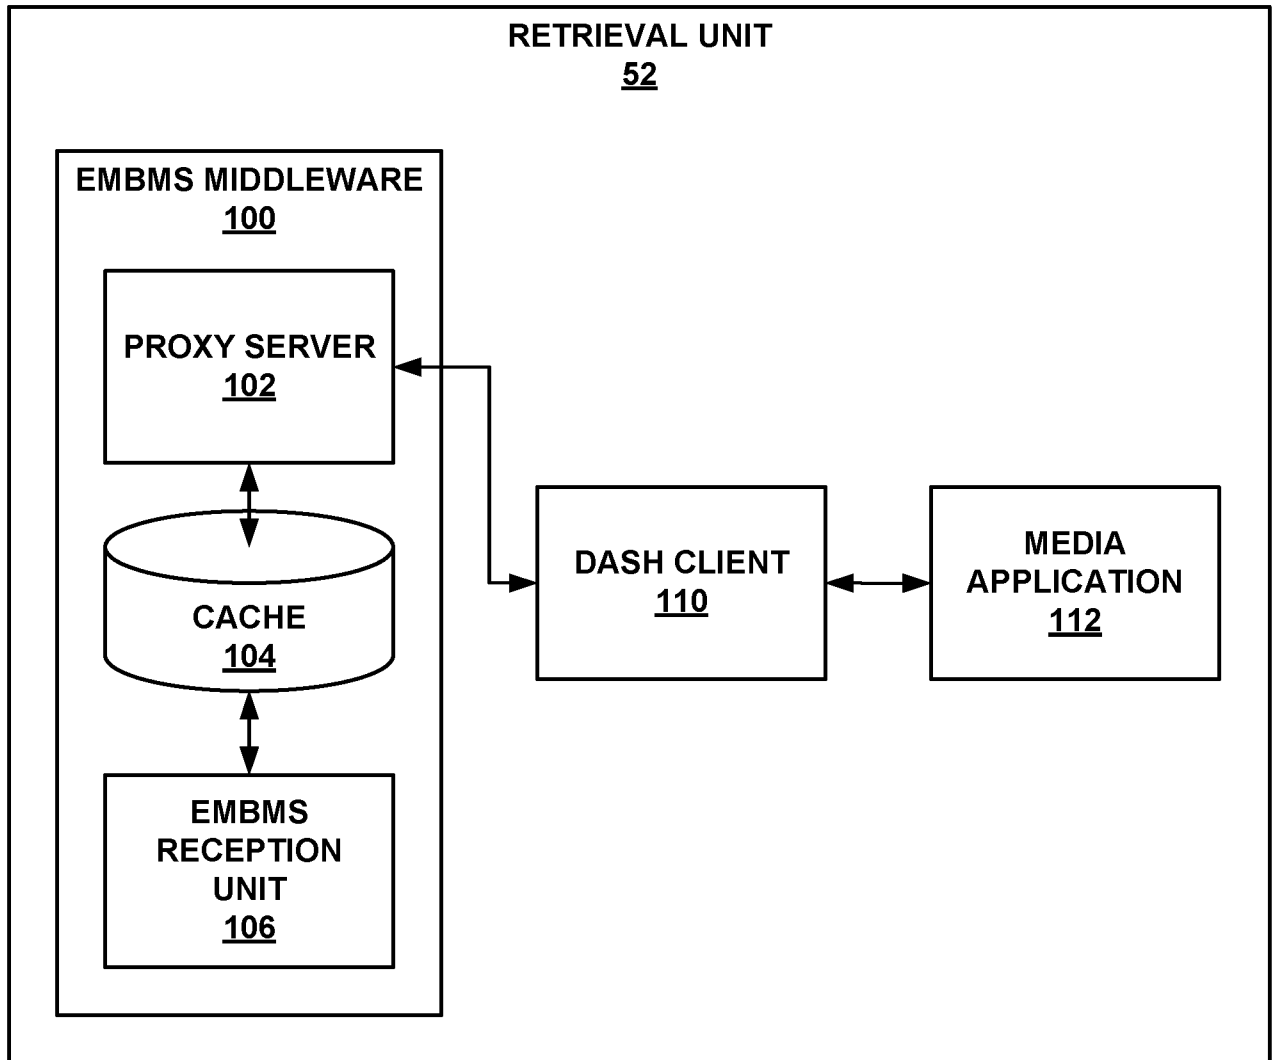 RETRIEVAL UNIT
52
EMBMS MIDDLEWARE
100
PROXY SERVER
102
CACHE
104
EMBMS
RECEPTION
UNIT
106
DASH CLIENT
110
MEDIA
APPLICATION
112